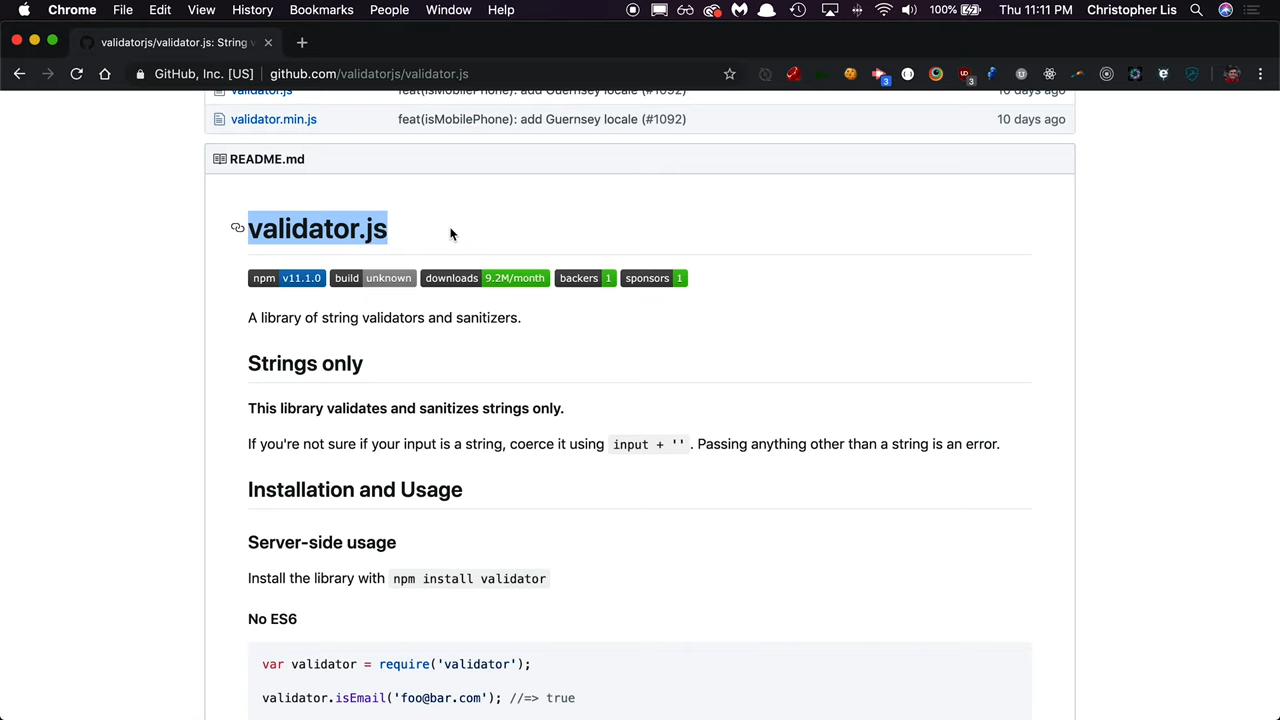 Chrome File Edit View History Bookmarks People Window Help 100% Thu 11:11 PM Christopher Lis
validatorjs/validator.js: String v
GitHub, Inc. [US] github.com/validatorjs/validator.js
3
3
validator.js feat(isMobilePhone): add Guernsey locale (#1092) 10 days ago
validator.min.js feat(isMobilePhone): add Guernsey locale (#1092) 10 days ago
README.md
validator.js
npm v11.1.0 build unknown downloads 9.2M/month backers 1 sponsors 1
A library of string validators and sanitizers.
Strings only
This library validates and sanitizes strings only.
If you're not sure if your input is a string, coerce it using input + ''. Passing anything other than a string is an error.
Installation and Usage
Server-side usage
Install the library with npm install validator
No ES6
var validator = require('validator');
validator.isEmail('foo@bar.com'); //=> true